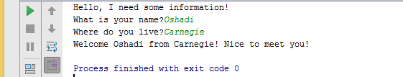 Hello, I need some information!
What is your name?Oshadi
Where do you live?Carnegie
Welcome Oshadi from Carnegie! Nice to meet you!
Process finished with exit code 0